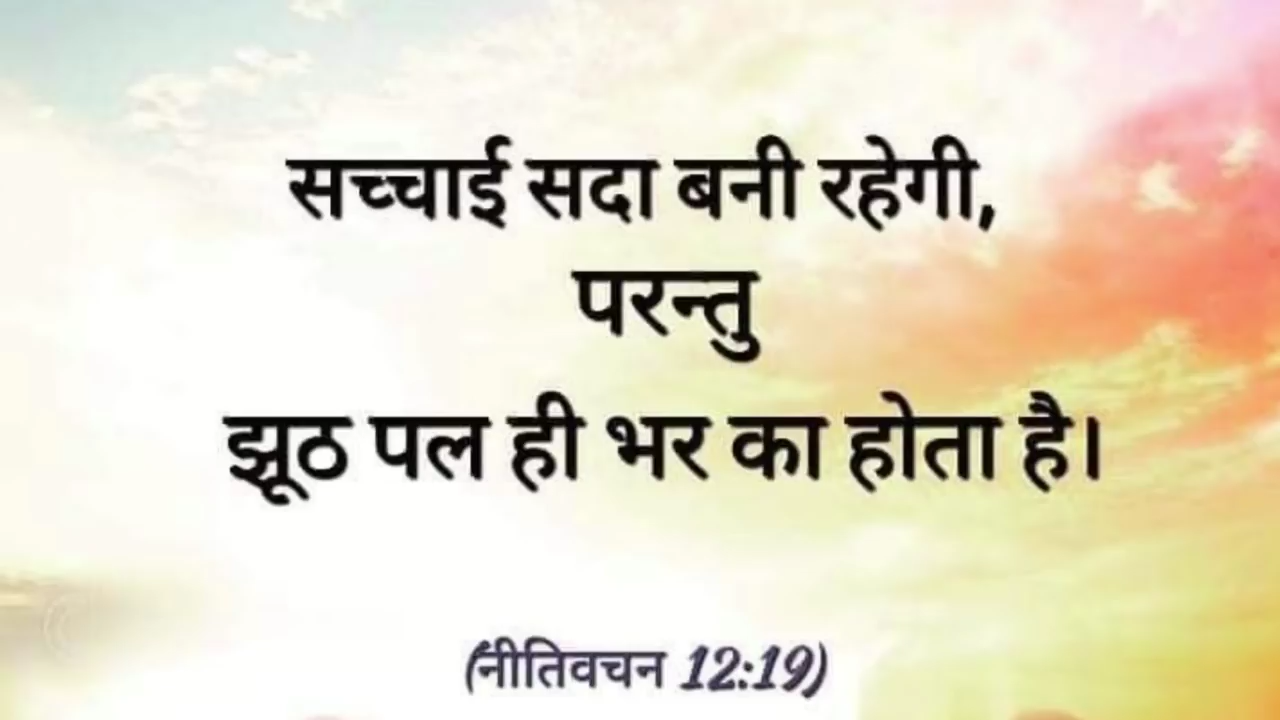 सच्चाई सदा बनी रहेगी,
परन्तु
झूठ पल ही भर का होता है।
(नीतिवचन 12:19)